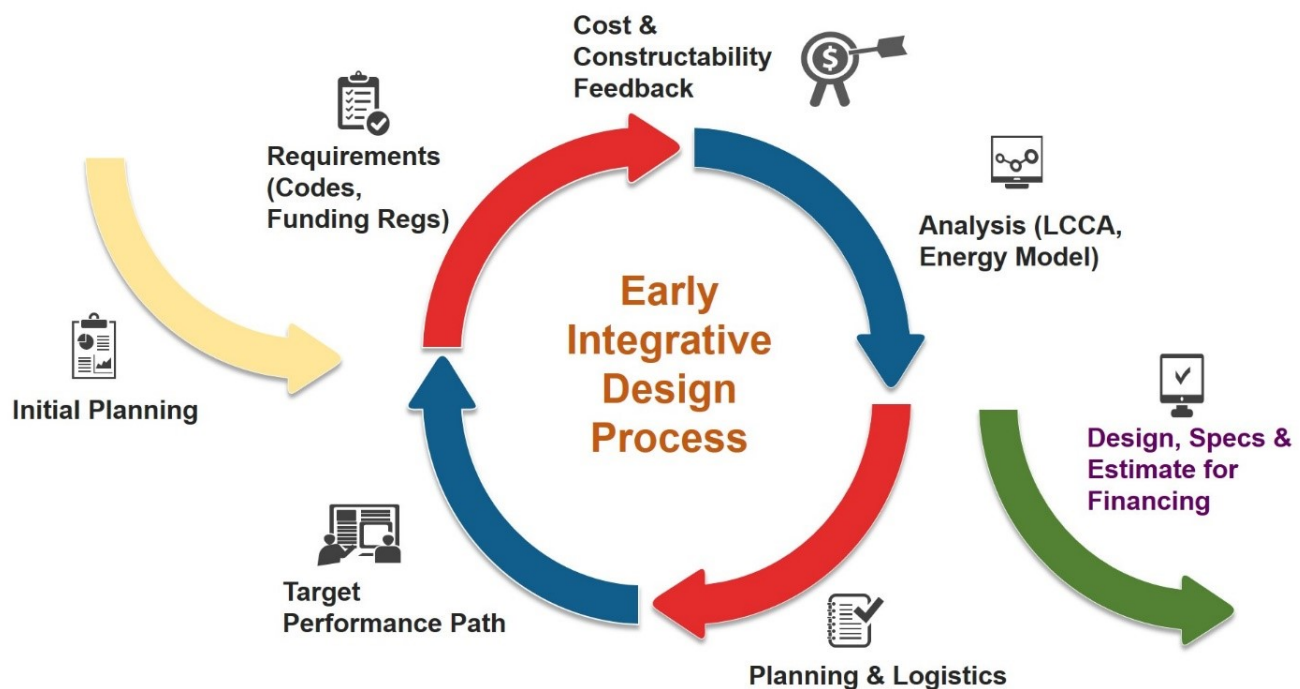 Cost &
Constructability
Feedback
$
Requirements
(Codes,
Funding Regs)
Analysis (LCCA,
Energy Model)
Early
Integrative
Design
Process
Initial Planning
Design, Specs &
Estimate for
Financing
Target
Performance Path
Planning & Logistics